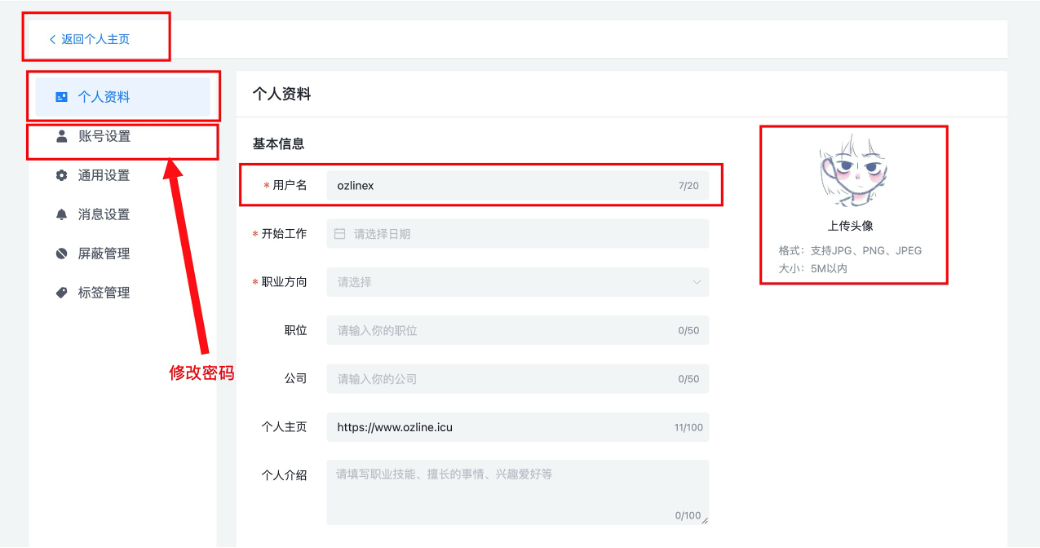 返回个人主页
个人资料
账号设置
通用设置
消息设置
屏蔽管理
标签管理
修改密码
个人资料
基本信息
* 用户名 ozlinex 7/20
* 开始工作 请选择日期
* 职业方向 请选择
职位 请输入你的职位 0/50
公司 请输入你的公司 0/50
个人主页 https://www.ozline.icu 11/100
个人介绍 请填写职业技能、擅长的事情、兴趣爱好等
0/100
上传头像
格式：支持JPG、PNG、JPEG
大小：5M以内